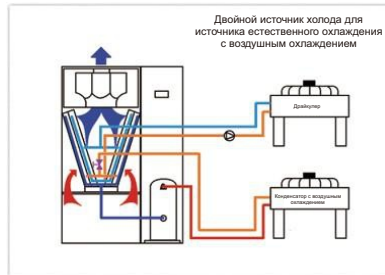 Двойной источник холода для
источника естественного охлаждения
с воздушным охлаждением
Драйкулер
Конденсатор с воздушным
охлаждением